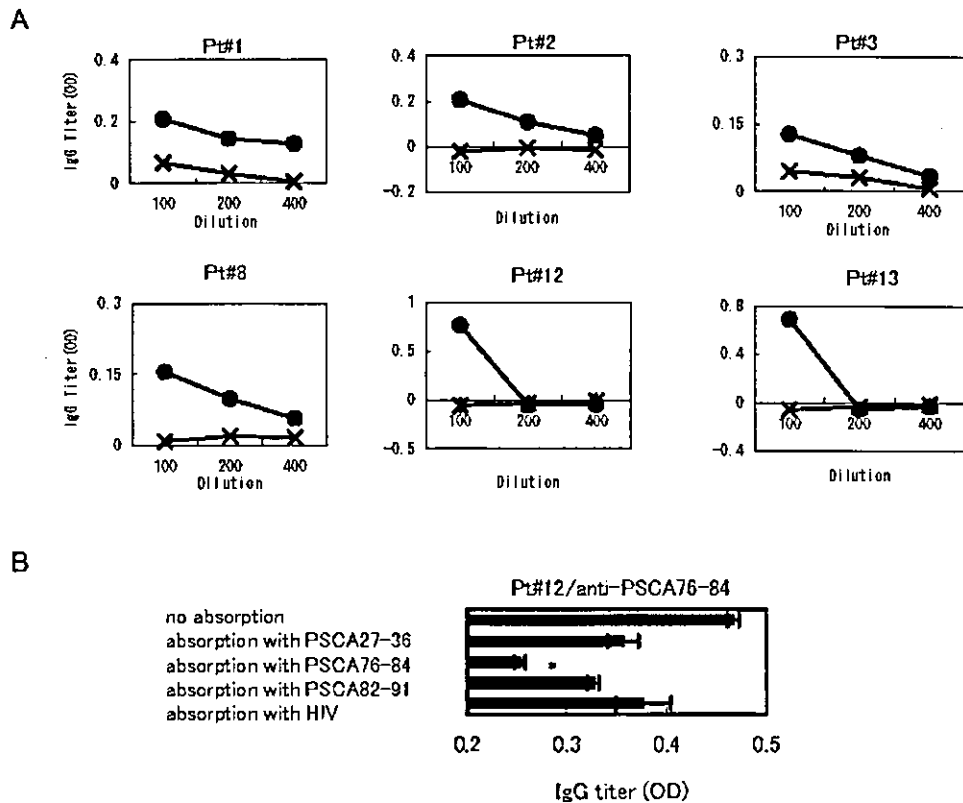 A
Pt#1
Pt#2
Pt#3
IgG Titer(OD)
0.4
0.2
0
100
200
400
Dilution
0.4
0.2
0
-0.2
100
200
400
Dilution
0.3
0.15
0
100
200
400
Dilution
Pt#8
Pt#12
Pt#13
IgG Titer(OD)
0.3
0.15
0
100
200
400
Dilution
1
0.5
0
-0.5
100
200
400
Dilution
0.8
0.4
0
-0.4
100
200
400
Dilution
B
Pt#12/anti-PSCA76-84
no absorption
absorption with PSCA27-36
absorption with PSCA76-84
*
absorption with PSCA82-91
absorption with HIV
0.2
0.3
0.4
0.5
IgG titer (OD)